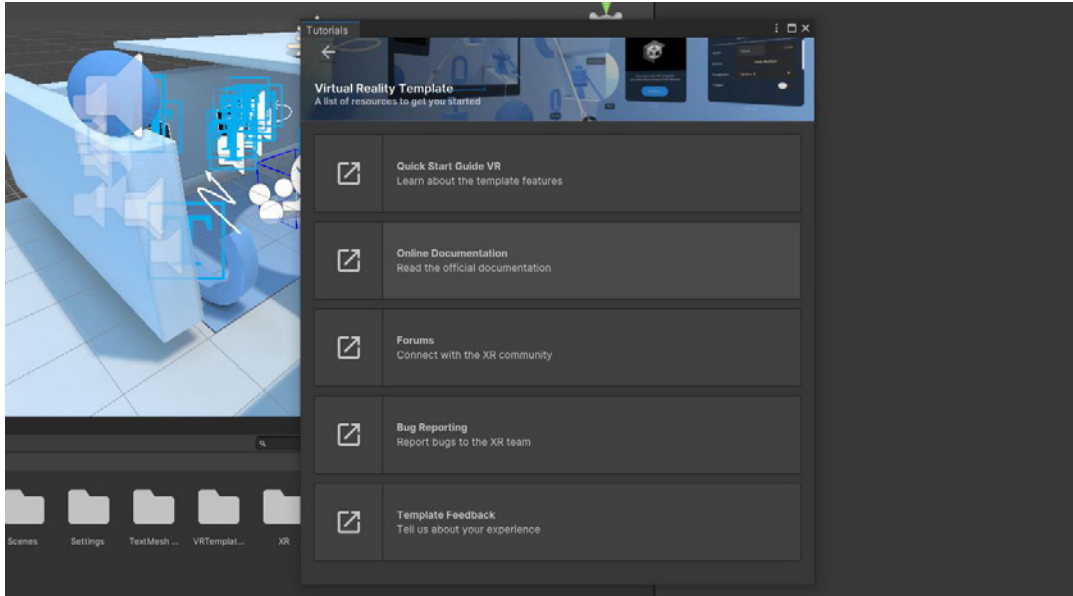 Tutorials
Virtual Reality Template
A list of resources to get you started
Quick Start Guide VR
Learn about the template features
Online Documentation
Read the official documentation
Forums
Connect with the XR community
Bug Reporting
Report bugs to the XR team
Template Feedback
Tell us about your experience
Scenes
Settings
TextMesh ...
VRTemplat...
XR